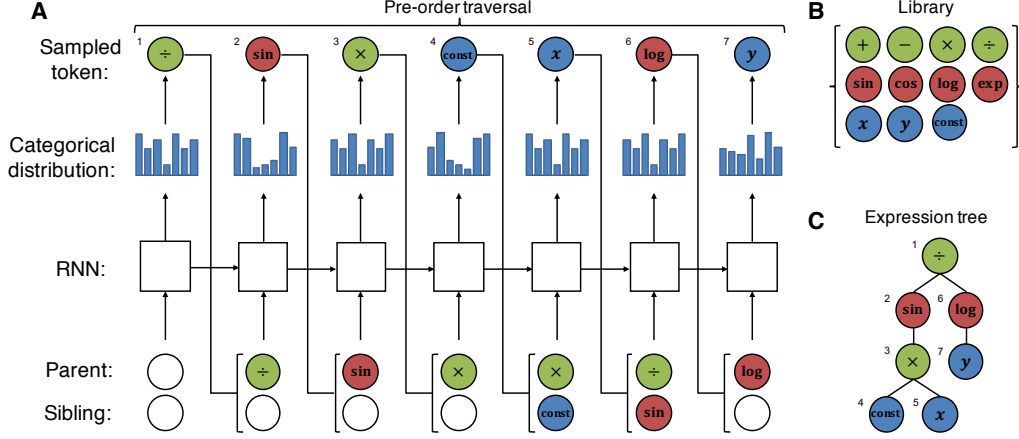 A
Pre-order traversal
Sampled token:
1 ÷
2 sin
3 ×
4 const
5 x
6 log
7 y
Categorical distribution:
RNN:
Parent:
÷
sin
×
×
÷
log
Sibling:
const
sin
B
Library
+ − × ÷
sin cos log exp
x y const
C
Expression tree
1 ÷
2 sin 6 log
3 × 7 y
4 const 5 x